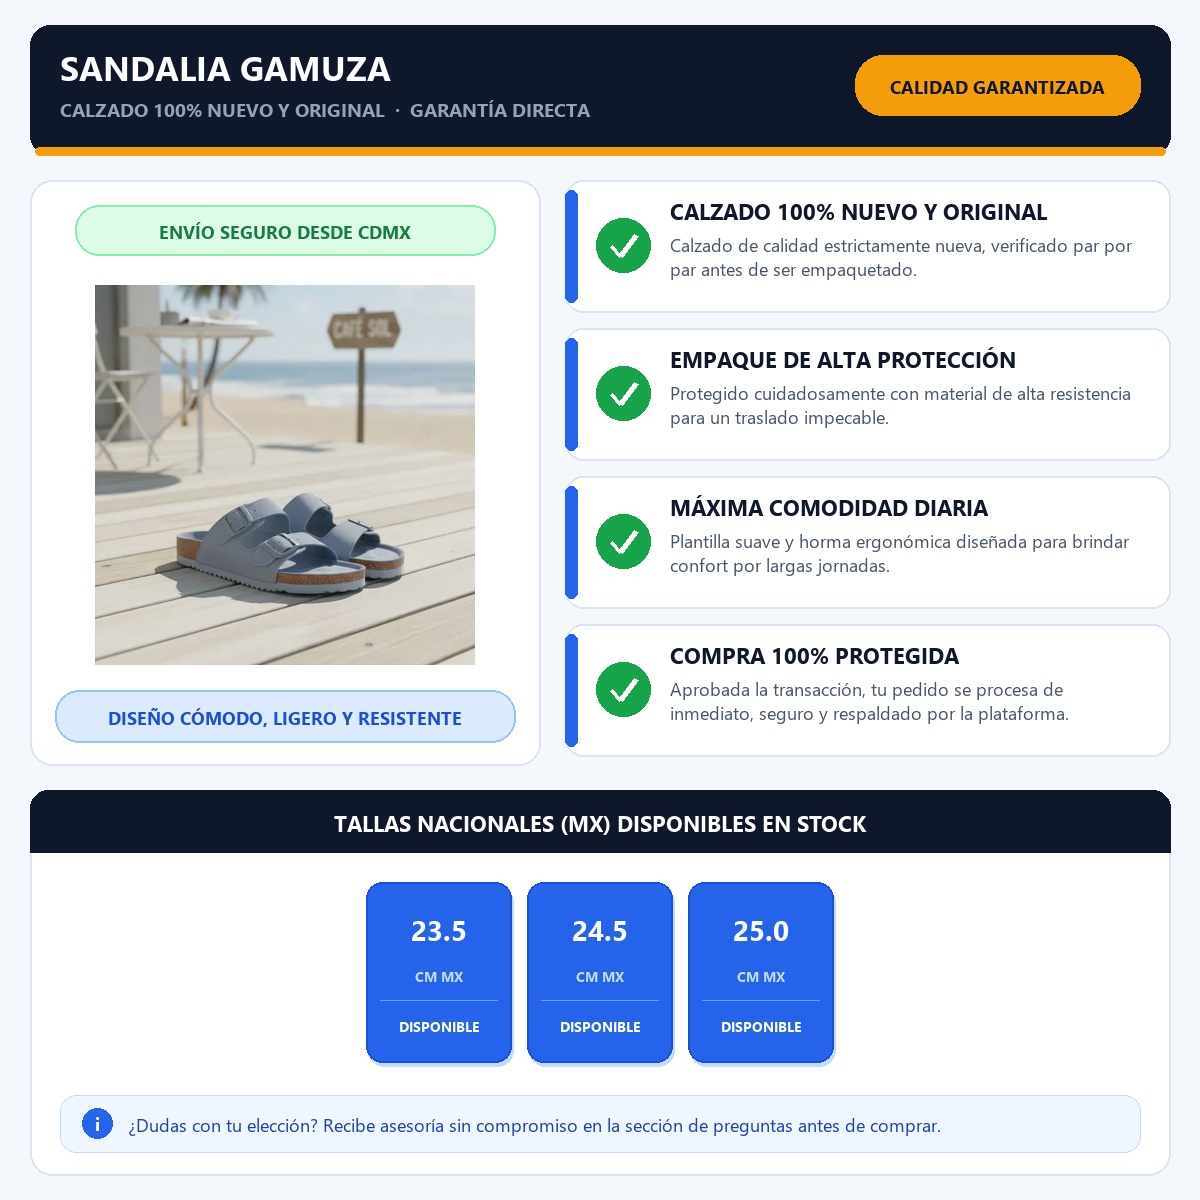 SANDALIA GAMUZA
CALZADO 100% NUEVO Y ORIGINAL · GARANTÍA DIRECTA
CALIDAD GARANTIZADA
ENVÍO SEGURO DESDE CDMX
CAFÉ SOL
DISEÑO CÓMODO, LIGERO Y RESISTENTE
CALZADO 100% NUEVO Y ORIGINAL
Calzado de calidad estrictamente nueva, verificado par por
par antes de ser empaquetado.
EMPAQUE DE ALTA PROTECCIÓN
Protegido cuidadosamente con material de alta resistencia
para un traslado impecable.
MÁXIMA COMODIDAD DIARIA
Plantilla suave y horma ergonómica diseñada para brindar
confort por largas jornadas.
COMPRA 100% PROTEGIDA
Aprobada la transacción, tu pedido se procesa de
inmediato, seguro y respaldado por la plataforma.
TALLAS NACIONALES (MX) DISPONIBLES EN STOCK
23.5
CM MX
DISPONIBLE
24.5
CM MX
DISPONIBLE
25.0
CM MX
DISPONIBLE
¿Dudas con tu elección? Recibe asesoría sin compromiso en la sección de preguntas antes de comprar.